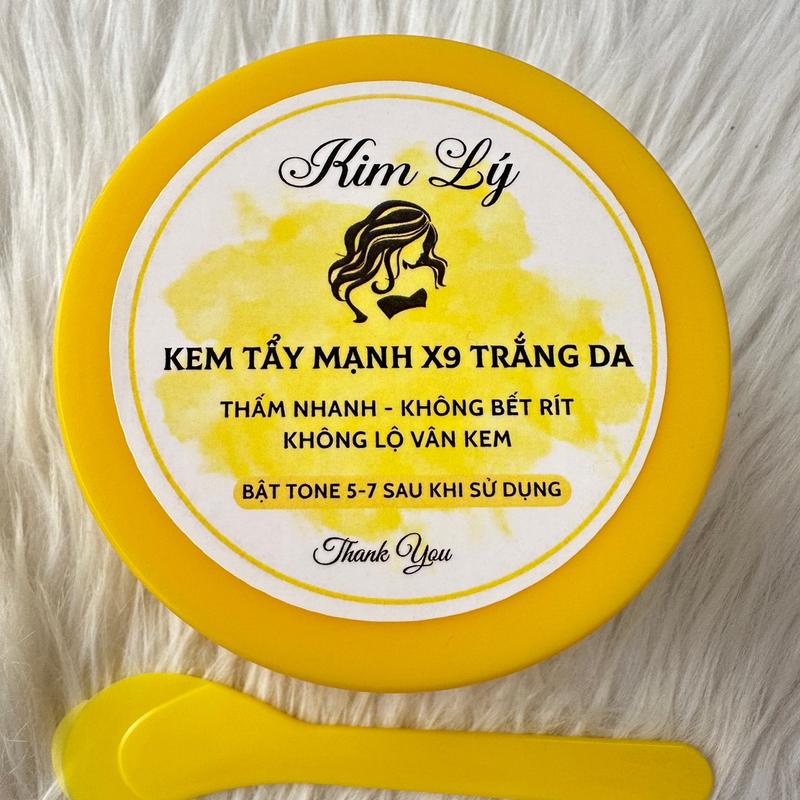 Kim Lý
KEM TẨY MẠNH X9 TRẮNG DA
THẤM NHANH - KHÔNG BẾT RÍT
KHÔNG LỘ VÂN KEM
BẬT TONE 5-7 SAU KHI SỬ DỤNG
Thank You